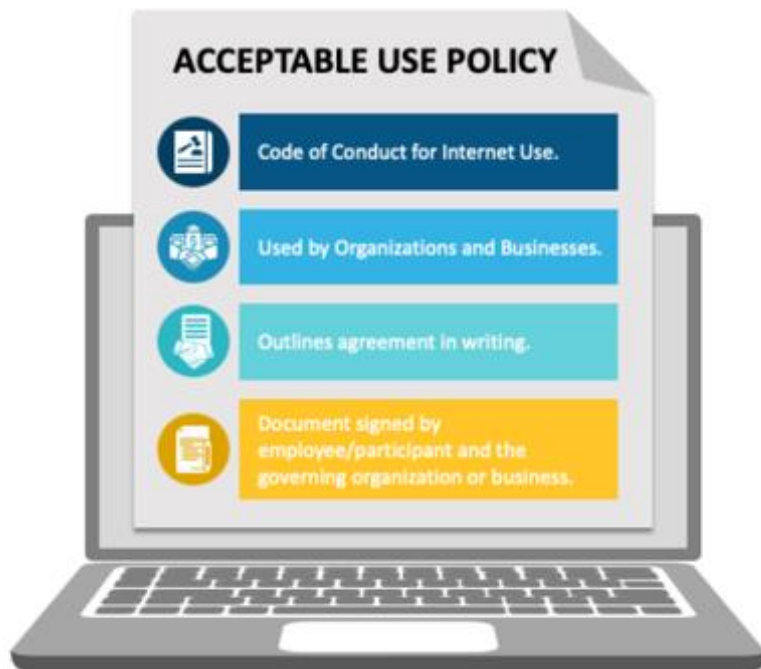 ACCEPTABLE USE POLICY
Code of Conduct for Internet Use.
Used by Organizations and Businesses.
Outlines agreement in writing.
Document signed by
employee/participant and the
governing organization or business.